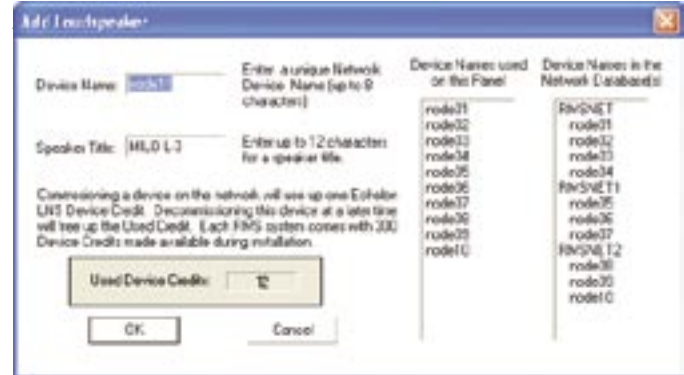 Add Loudspeaker
Device Name:
Enter a unique Network
Device Name (up to 8
characters)
Speaker Title: MILO L-3
Enter up to 12 characters
for a speaker title.
Commissioning a device on the network will use up one Echelon
LNS Device Credit. Decommissioning this device at a later time
will free up the Used Credit. Each RMS system comes with
Device Credits made available during installation.
Used Device Credits: 12
OK
Cancel
Device Names used
on this Panel
node31
node32
node33
node34
node35
node36
node37
node38
node39
node10
Device Names in the
Network Database(s)
RMSNET
node31
node32
node33
node34
RMSNET1
node35
node36
node37
RMSNET2
node38
node39
node10